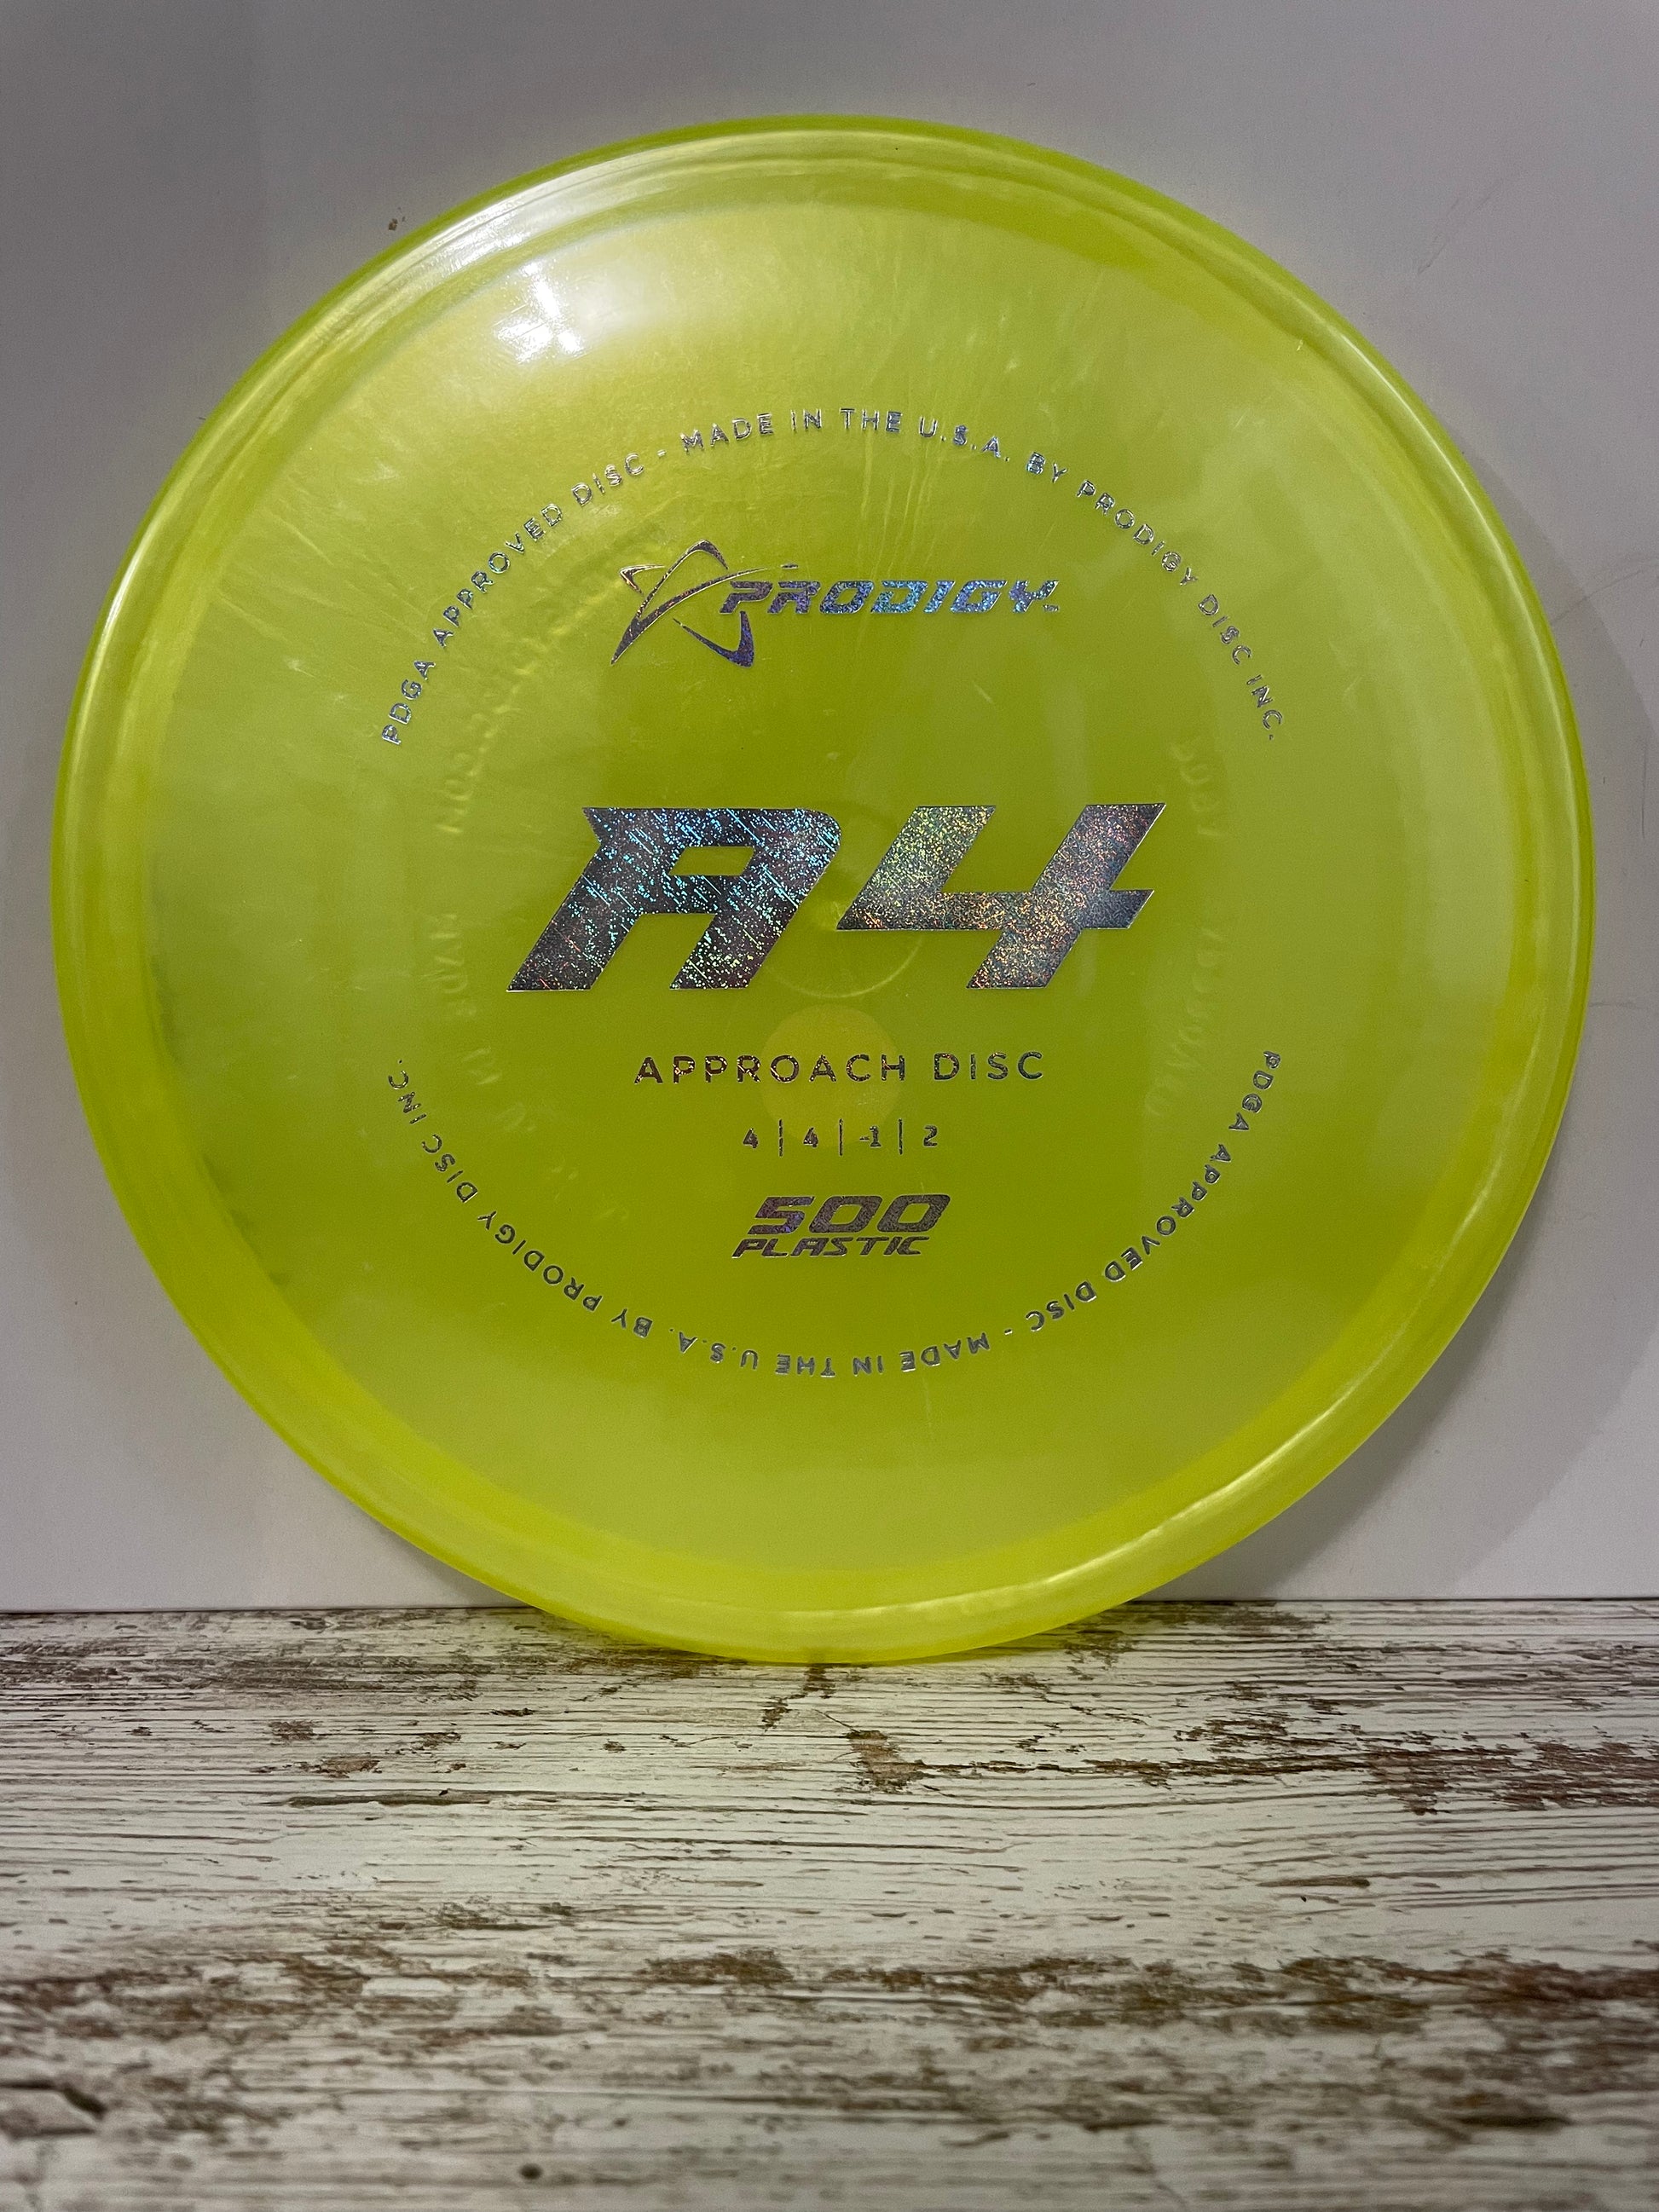 PDGA APPROVED DISC - MADE IN THE U.S.A. BY PRODIGY DISC INC.
PRODIGY
A4
APPROACH DISC
4 | 4 | -1 | 2
500
PLASTIC
PDGA APPROVED DISC - MADE IN THE U.S.A. BY PRODIGY DISC INC.